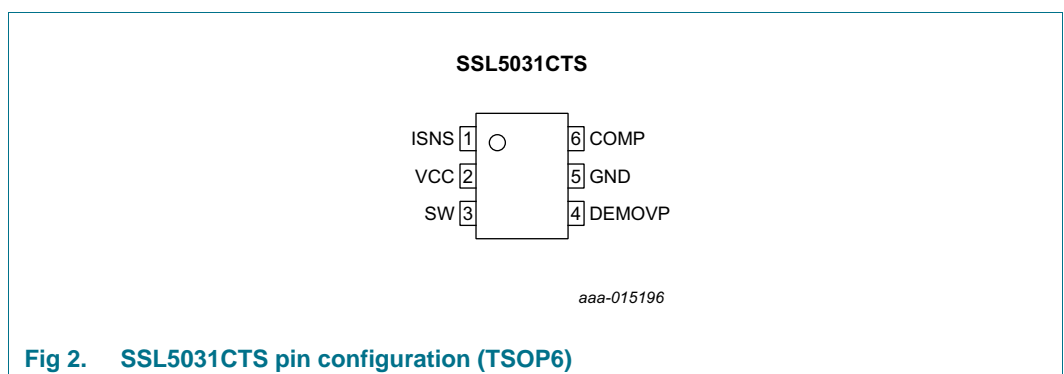 SSL5031CTS
ISNS 1 6 COMP
VCC 2 5 GND
SW 3 4 DEMOVP
aaa-015196
Fig 2. SSL5031CTS pin configuration (TSOP6)